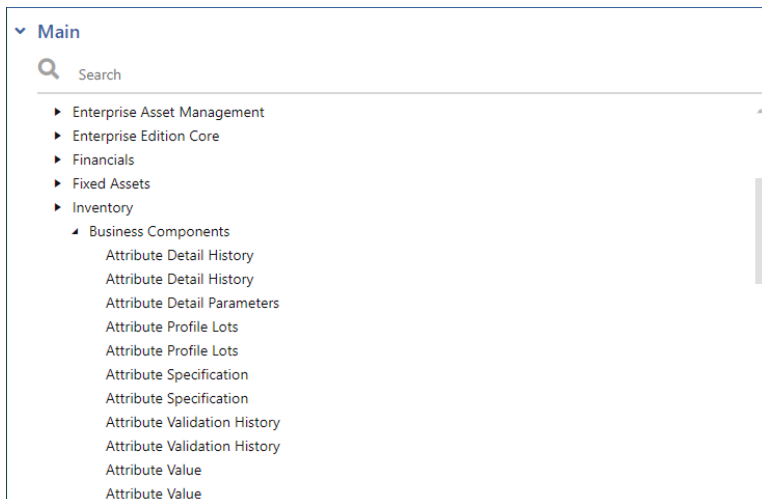 Main
Search
Enterprise Asset Management
Enterprise Edition Core
Financials
Fixed Assets
Inventory
Business Components
Attribute Detail History
Attribute Detail History
Attribute Detail Parameters
Attribute Profile Lots
Attribute Profile Lots
Attribute Specification
Attribute Specification
Attribute Validation History
Attribute Validation History
Attribute Value
Attribute Value